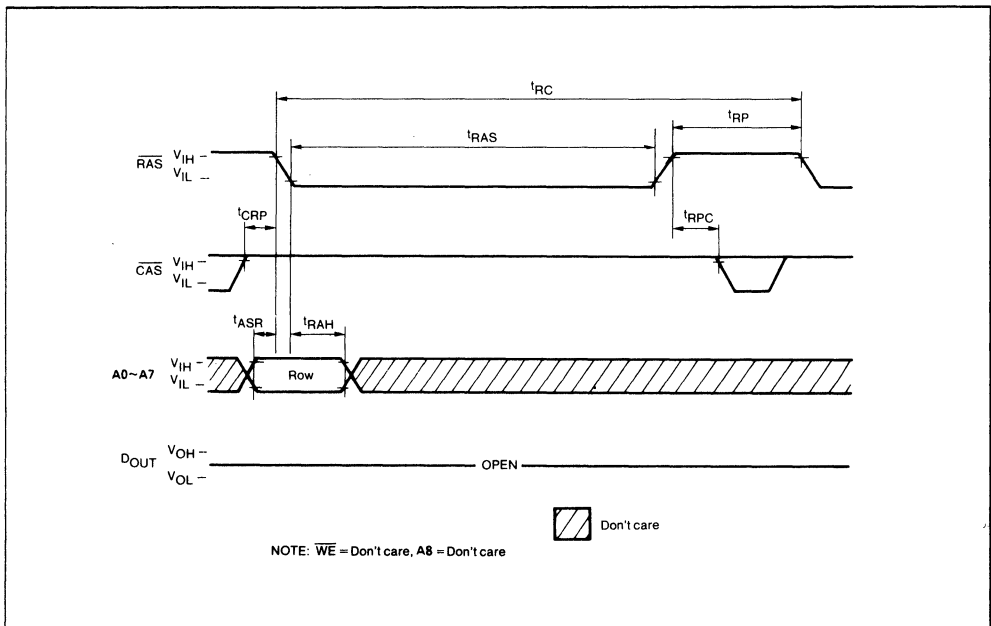 tRC
tRP
tRAS
RAS VIH
VIL
tCRP
tRPC
CAS VIH
VIL
tASR
tRAH
A0~A7 VIH
VIL
Row
DOUT VOH
VOL
OPEN
Don't care
NOTE: WE = Don't care, A8 = Don't care